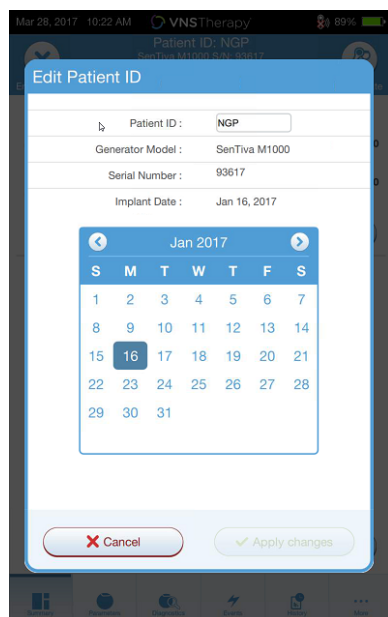 Mar 28, 2017 10:22 AM VNSTherapy 89%
Patient ID: NGP
SenTiva M1000 S/N: 93617
Edit Patient ID
Patient ID : NGP
Generator Model : SenTiva M1000
Serial Number : 93617
Implant Date : Jan 16, 2017
Jan 2017
S M T W T F S
1 2 3 4 5 6 7
8 9 10 11 12 13 14
15 16 17 18 19 20 21
22 23 24 25 26 27 28
29 30 31
Cancel Apply changes
Summary Parameters Diagnostics Events History More